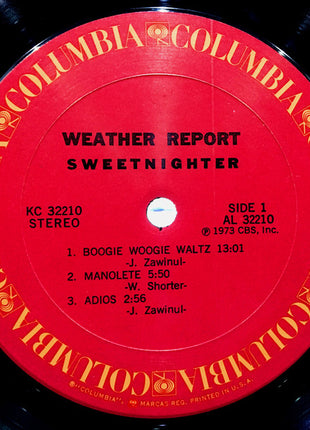 COLUMBIA COLUMBIA
WEATHER REPORT
SWEETNIGHTER
KC 32210
STEREO
SIDE 1
AL 32210
℗ 1973 CBS, Inc.
1. BOOGIE WOOGIE WALTZ 13:01
-J. Zawinul-
2. MANOLETE 5:50
-W. Shorter-
3. ADIOS 2:56
-J. Zawinul-
COLUMBIA COLUMBIA COLUMBIA
"COLUMBIA", MARCAS REG. PRINTED IN U.S.A.